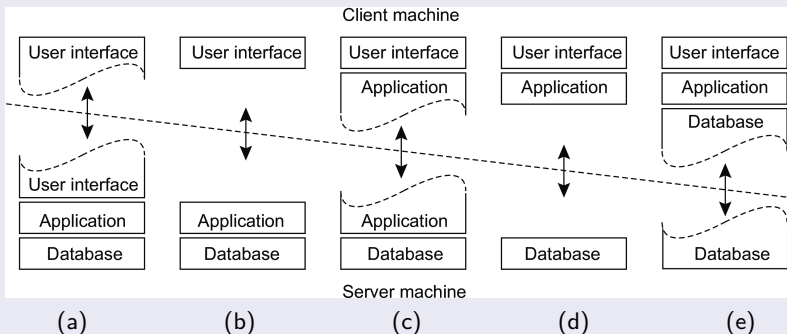 Client machine
User interface User interface User interface User interface User interface
Application Application Application
Database
User interface
Application Application Application
Database Database Database Database Database
Server machine
(a) (b) (c) (d) (e)